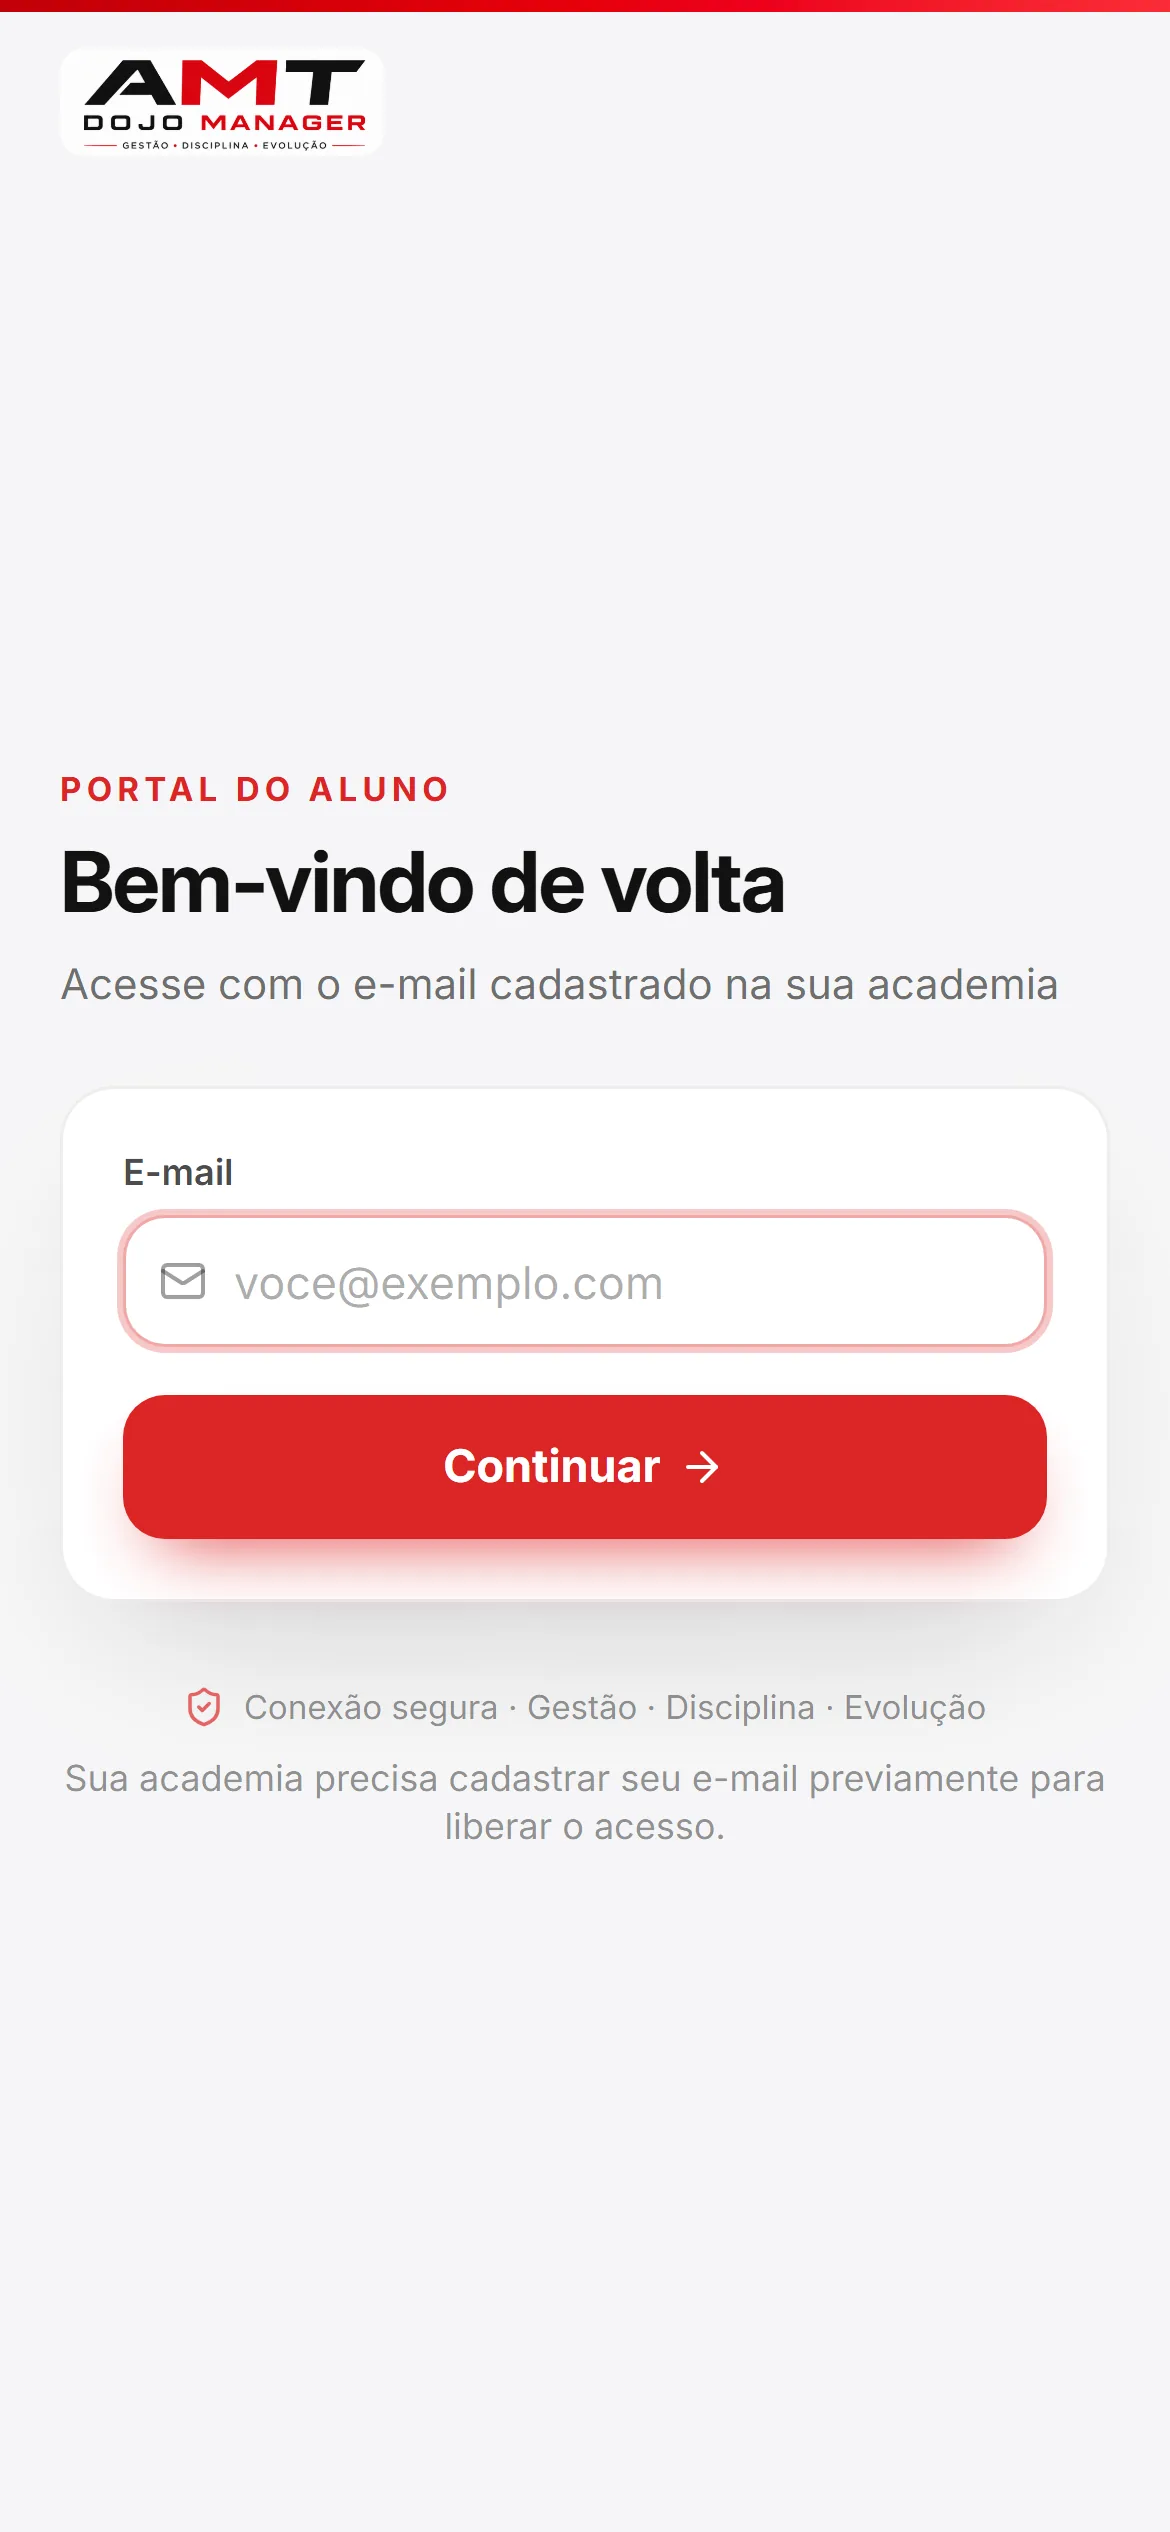 AMT
DOJO MANAGER
GESTÃO • DISCIPLINA • EVOLUÇÃO
PORTAL DO ALUNO
Bem-vindo de volta
Acesse com o e-mail cadastrado na sua academia
E-mail
voce@exemplo.com
Continuar →
Conexão segura · Gestão · Disciplina · Evolução
Sua academia precisa cadastrar seu e-mail previamente para
liberar o acesso.